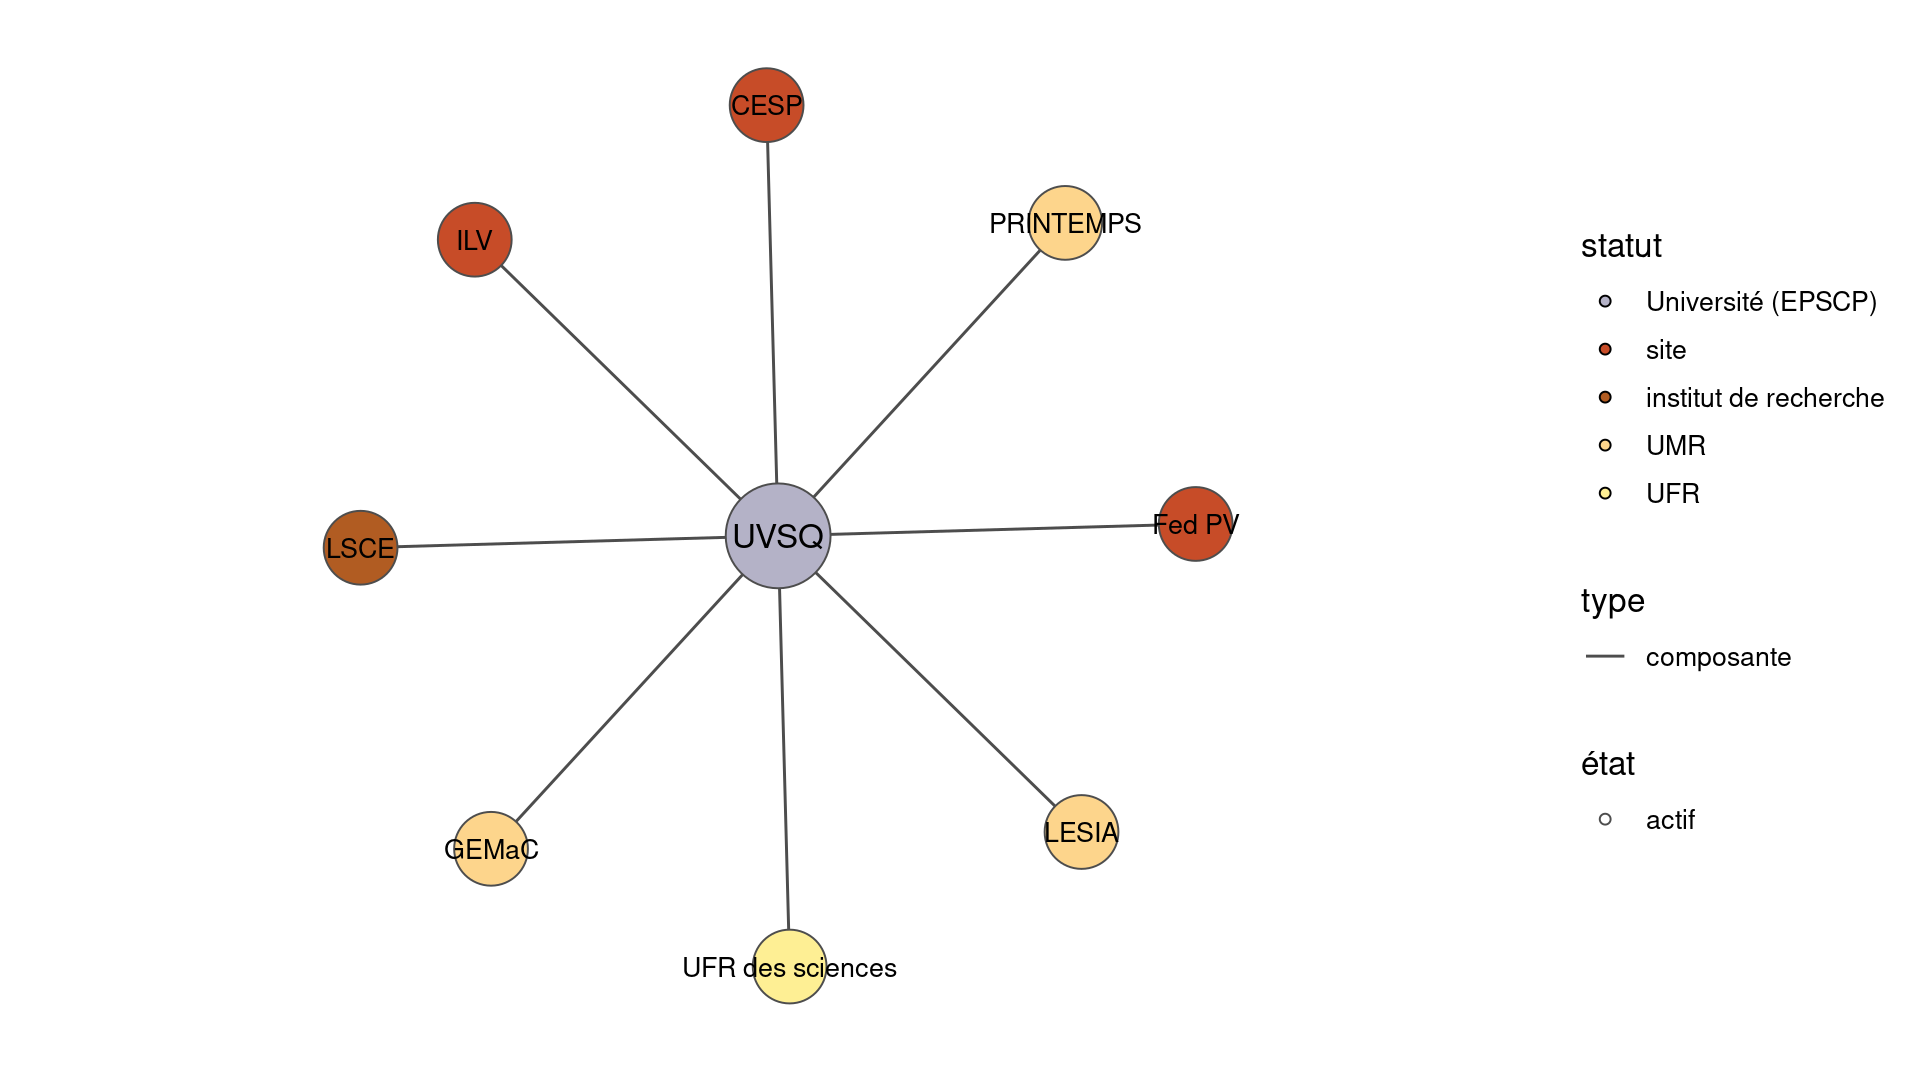 CESP
PRINTEMPS
ILV
Fed PV
UVSQ
LSCE
LESIA
GEMaC
UFR des sciences
statut
Université (EPSCP)
site
institut de recherche
UMR
UFR
type
composante
état
actif